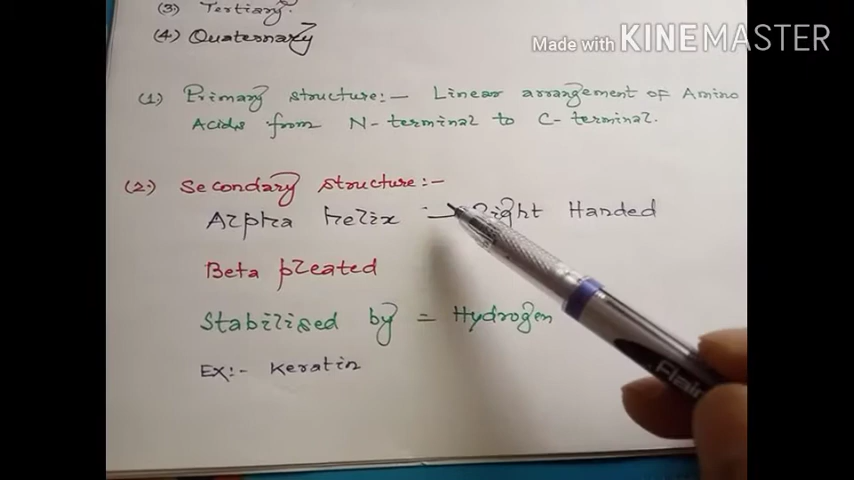 (3) Tertiary.
(4) Quaternary
Made with KINEMASTER
(1) Primary structure:- Linear arrangement of Amino
Acids from N-terminal to C-terminal.
(2) Secondary structure:-
Alpha helix → Right Handed
Beta pleated
Stabilised by = Hydrogen
Ex:- Keratin
Flair